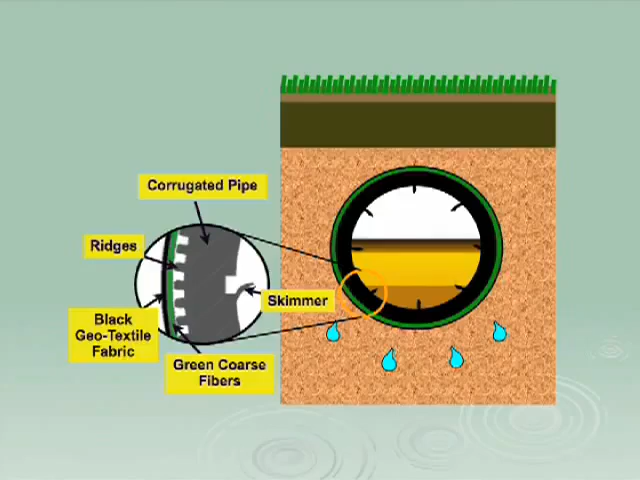 Corrugated Pipe
Ridges
Skimmer
Black
Geo-Textile
Fabric
Green Coarse
Fibers